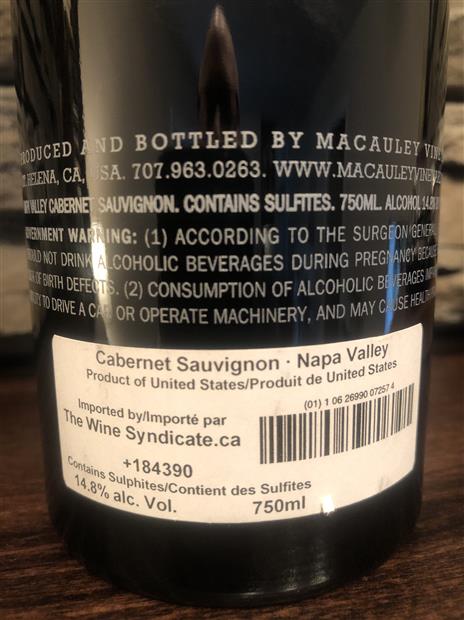 PRODUCED AND BOTTLED BY MACAULEY
HELENA, CA, USA. 707.963.0263. WWW.MACAULEYVINE
VALLEY CABERNET SAUVIGNON. CONTAINS SULFITES. 750ML. ALCOHOL 14.8%
WARNING: (1) ACCORDING TO THE SURGEON GENERAL
NOT DRINK ALCOHOLIC BEVERAGES DURING PREGNANCY BECAUSE
OF BIRTH DEFECTS. (2) CONSUMPTION OF ALCOHOLIC BEVERAGES
TO DRIVE A CAR OR OPERATE MACHINERY, AND MAY CAUSE HEALTH
Cabernet Sauvignon · Napa Valley
Product of United States/Produit de United States
Imported by/Importé par
The Wine Syndicate.ca
(01) 1 06 26990 07257 4
+184390
Contains Sulphites/Contient des Sulfites
14.8% alc. Vol. 750ml